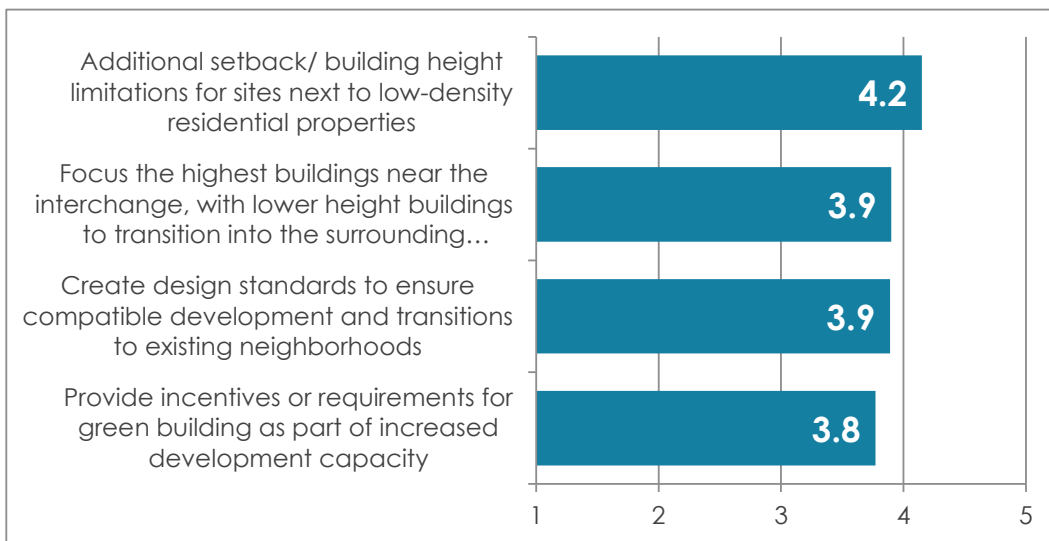 Additional setback/ building height
limitations for sites next to low-density
residential properties
4.2
Focus the highest buildings near the
interchange, with lower height buildings
to transition into the surrounding…
3.9
Create design standards to ensure
compatible development and transitions
to existing neighborhoods
3.9
Provide incentives or requirements for
green building as part of increased
development capacity
3.8
1 2 3 4 5